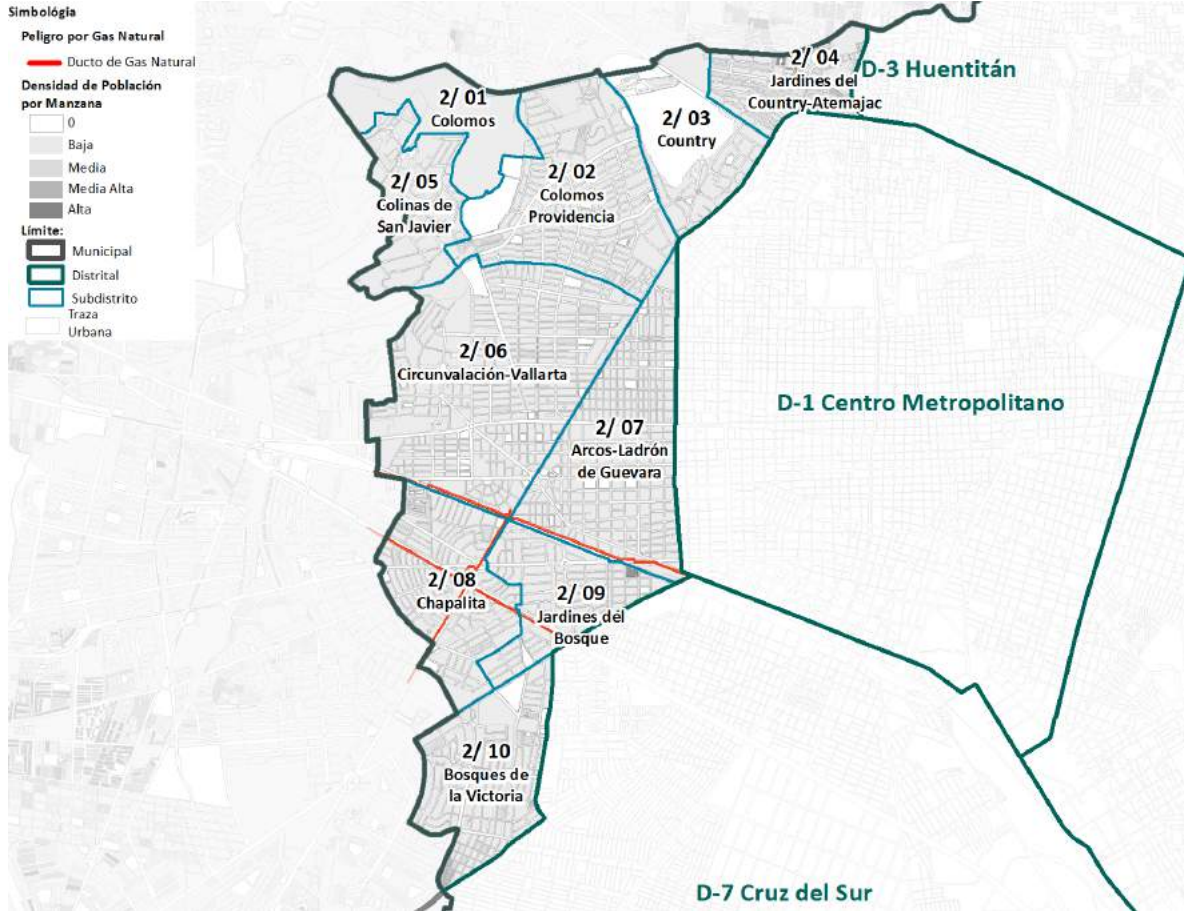 Simbología
Peligro por Gas Natural
Ducto de Gas Natural
Densidad de Población
por Manzana
0
Baja
Media
Media Alta
Alta
Límite:
Municipal
Distrital
Subdistrito
Traza
Urbana
2/ 01
Colomos
2/ 04
Jardines del
Country-Atemajac
D-3 Huentitán
2/ 03
Country
2/ 02
Colomos
Providencia
2/ 05
Colinas de
San Javier
2/ 06
Circunvalación-Vallarta
D-1 Centro Metropolitano
2/ 07
Arcos-Ladrón
de Guevara
2/ 08
Chapalita
2/ 09
Jardines del
Bosque
2/ 10
Bosques de
la Victoria
D-7 Cruz del Sur